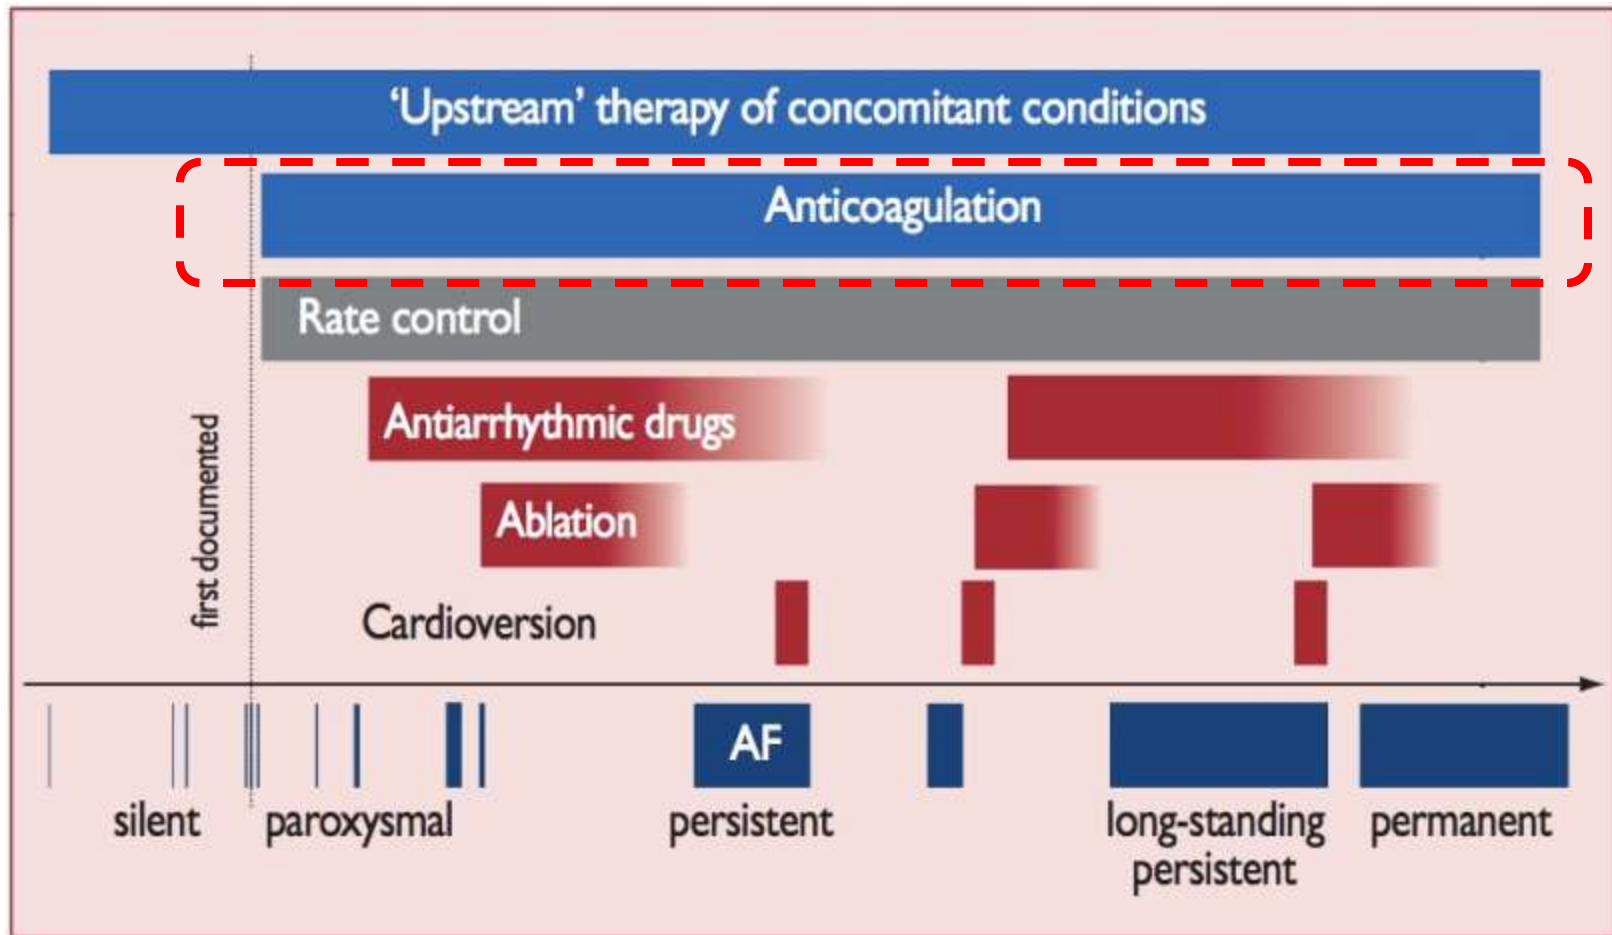 ‘Upstream’ therapy of concomitant conditions
Anticoagulation
Rate control
Antiarrhythmic drugs
Ablation
Cardioversion
first documented
AF
silent
paroxysmal
persistent
long-standing
persistent
permanent